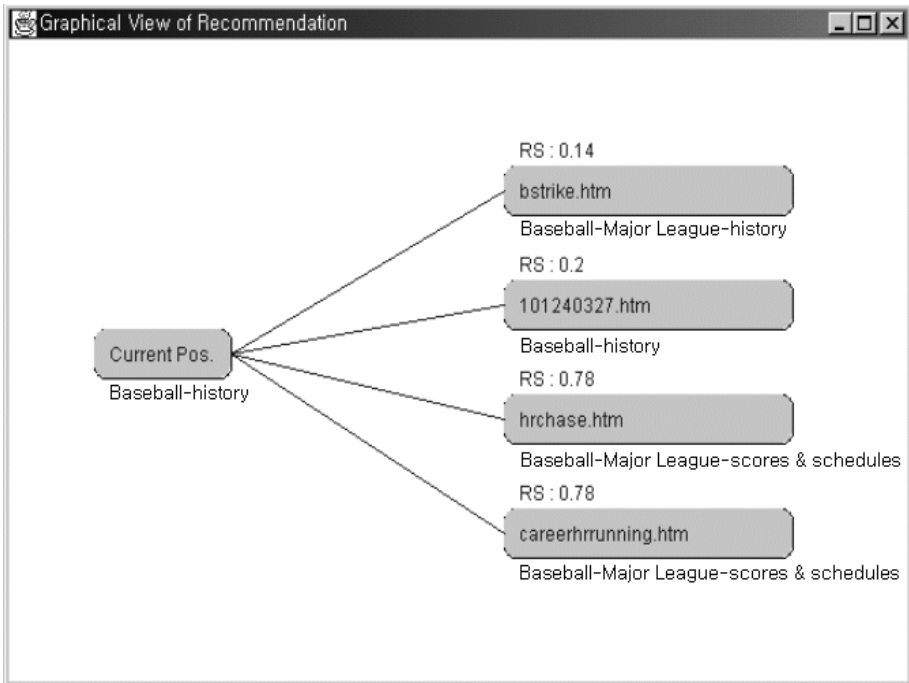 Graphical View of Recommendation
RS : 0.14
bstrike.htm
Baseball-Major League-history
RS : 0.2
101240327.htm
Baseball-history
Current Pos.
Baseball-history
RS : 0.78
hrchase.htm
Baseball-Major League-scores & schedules
RS : 0.78
careerhrrunning.htm
Baseball-Major League-scores & schedules